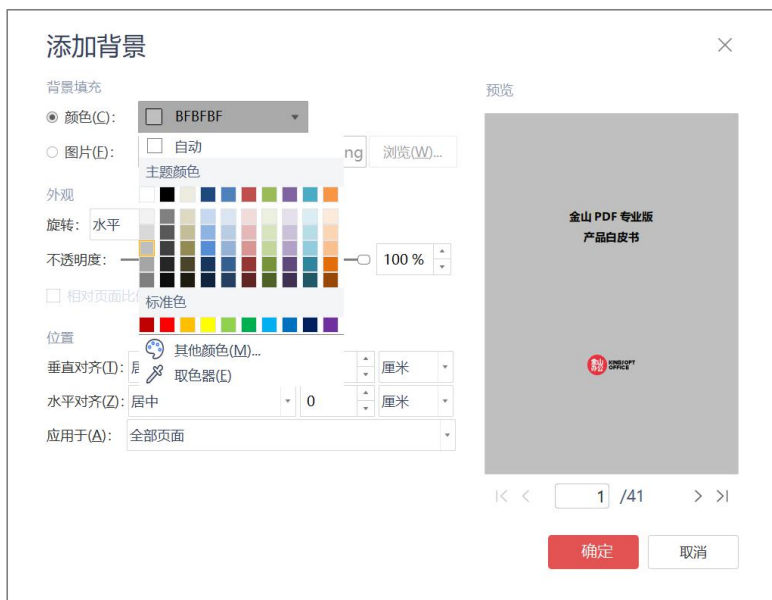 添加背景
背景填充
颜色(C):
BFBFBF
自动
图片(F):
ng
浏览(W)...
主题颜色
外观
旋转:
水平
不透明度:
100 %
相对页面比
标准色
其他颜色(M)...
取色器(E)
位置
垂直对齐(T):
厘米
水平对齐(Z):
居中
0
厘米
应用于(A):
全部页面
预览
金山 PDF 专业版
产品白皮书
金山办公
KINGSOFT
OFFICE
1
/41
确定
取消